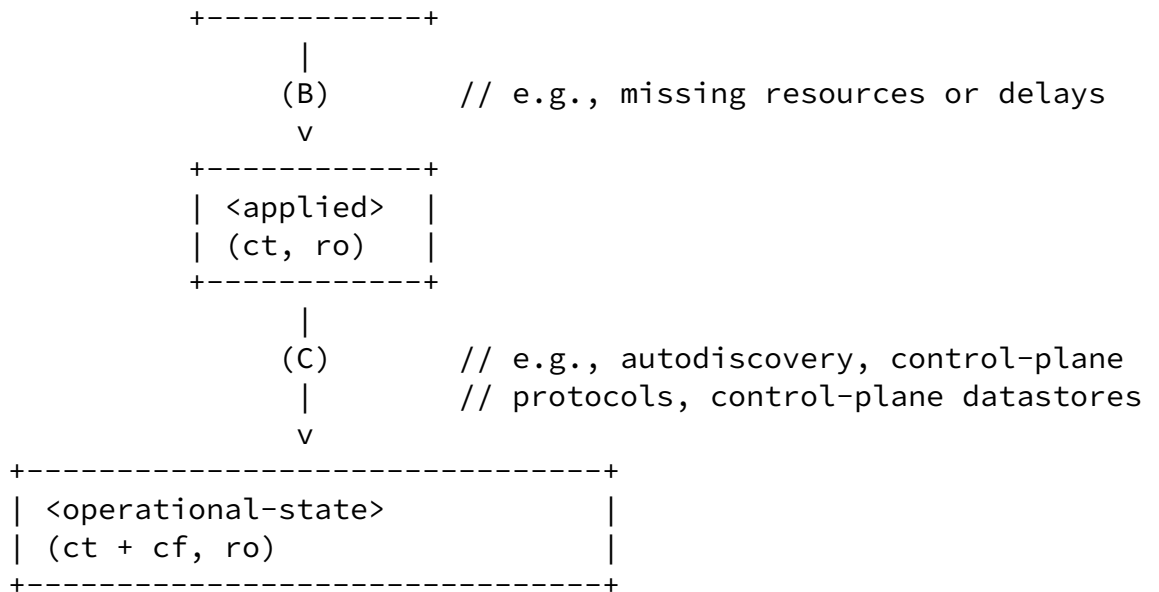 +------------+
|
(B) // e.g., missing resources or delays
v
+------------+
| <applied> |
| (ct, ro) |
+------------+
|
(C) // e.g., autodiscovery, control-plane
| // protocols, control-plane datastores
v
+--------------------------------+
| <operational-state> |
| (ct + cf, ro) |
+--------------------------------+